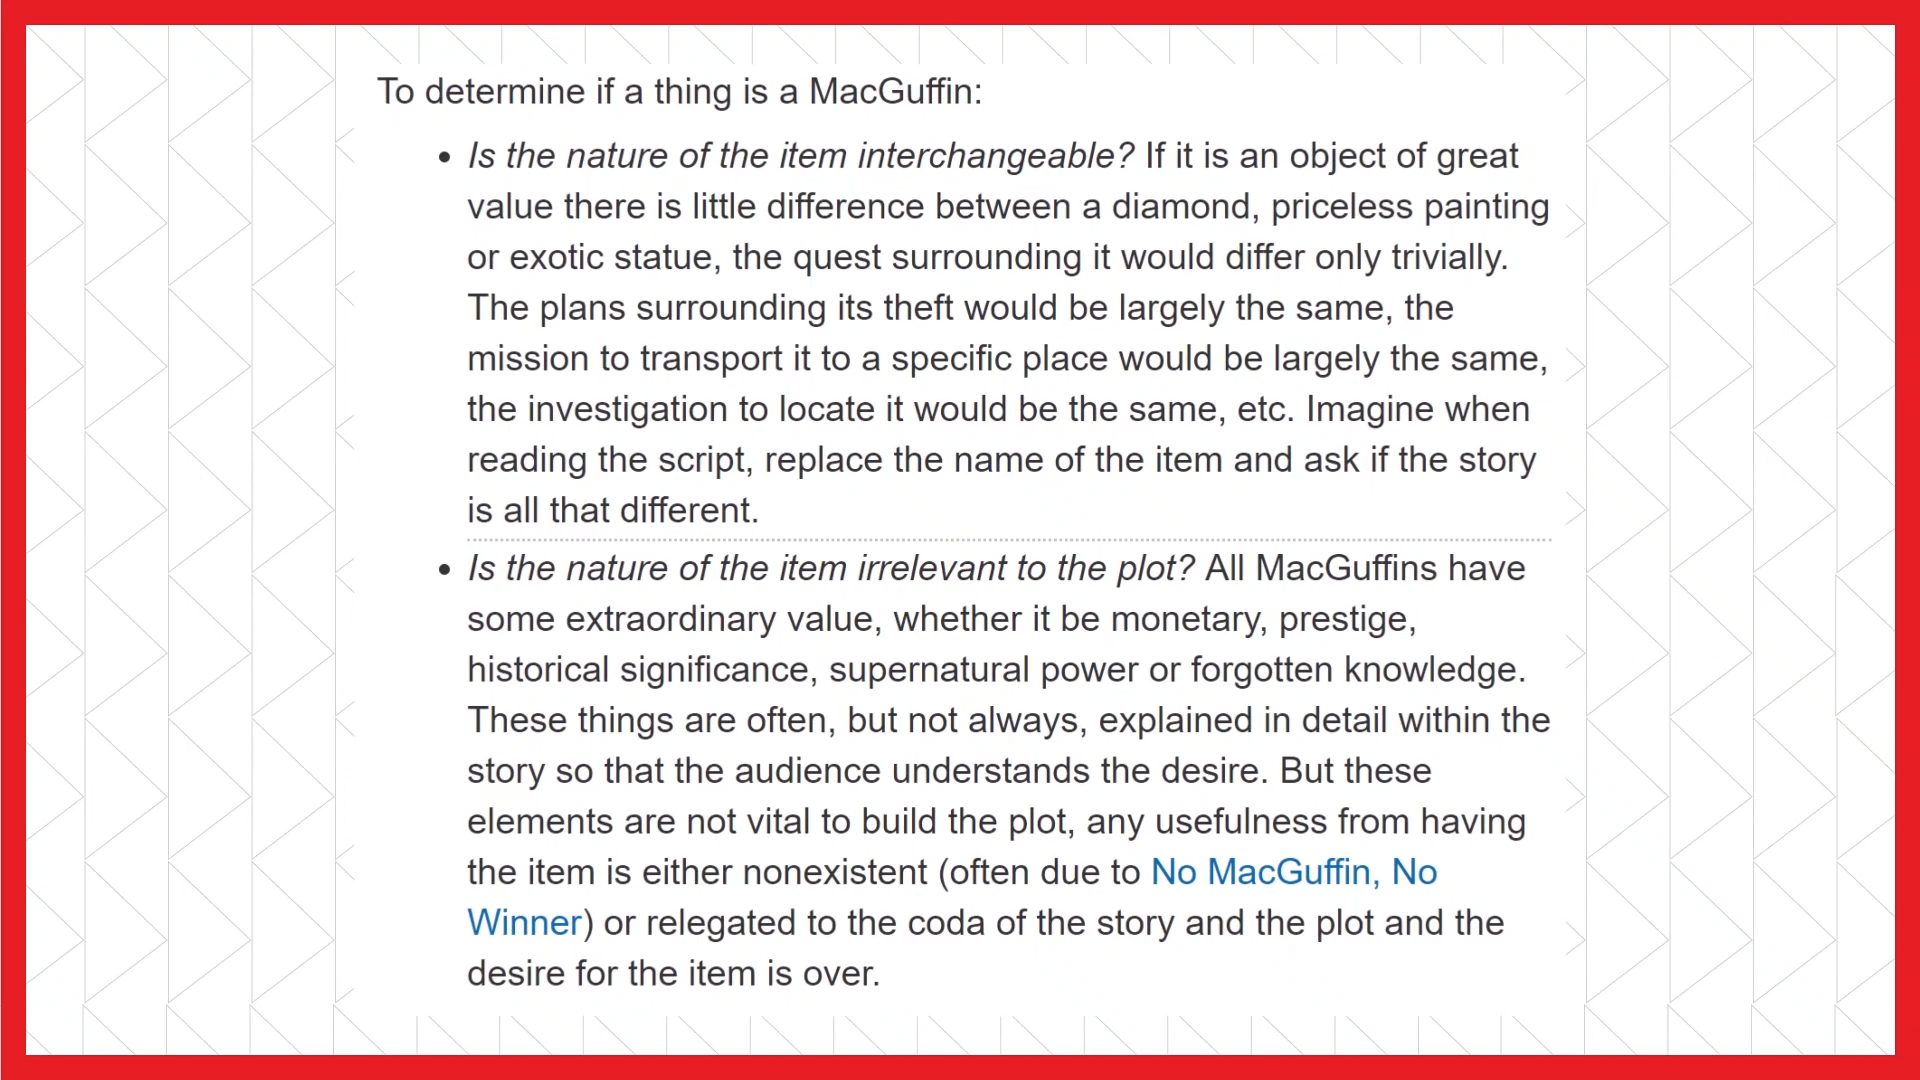 To determine if a thing is a MacGuffin:
• Is the nature of the item interchangeable? If it is an object of great
value there is little difference between a diamond, priceless painting
or exotic statue, the quest surrounding it would differ only trivially.
The plans surrounding its theft would be largely the same, the
mission to transport it to a specific place would be largely the same,
the investigation to locate it would be the same, etc. Imagine when
reading the script, replace the name of the item and ask if the story
is all that different.
• Is the nature of the item irrelevant to the plot? All MacGuffins have
some extraordinary value, whether it be monetary, prestige,
historical significance, supernatural power or forgotten knowledge.
These things are often, but not always, explained in detail within the
story so that the audience understands the desire. But these
elements are not vital to build the plot, any usefulness from having
the item is either nonexistent (often due to No MacGuffin, No
Winner) or relegated to the coda of the story and the plot and the
desire for the item is over.